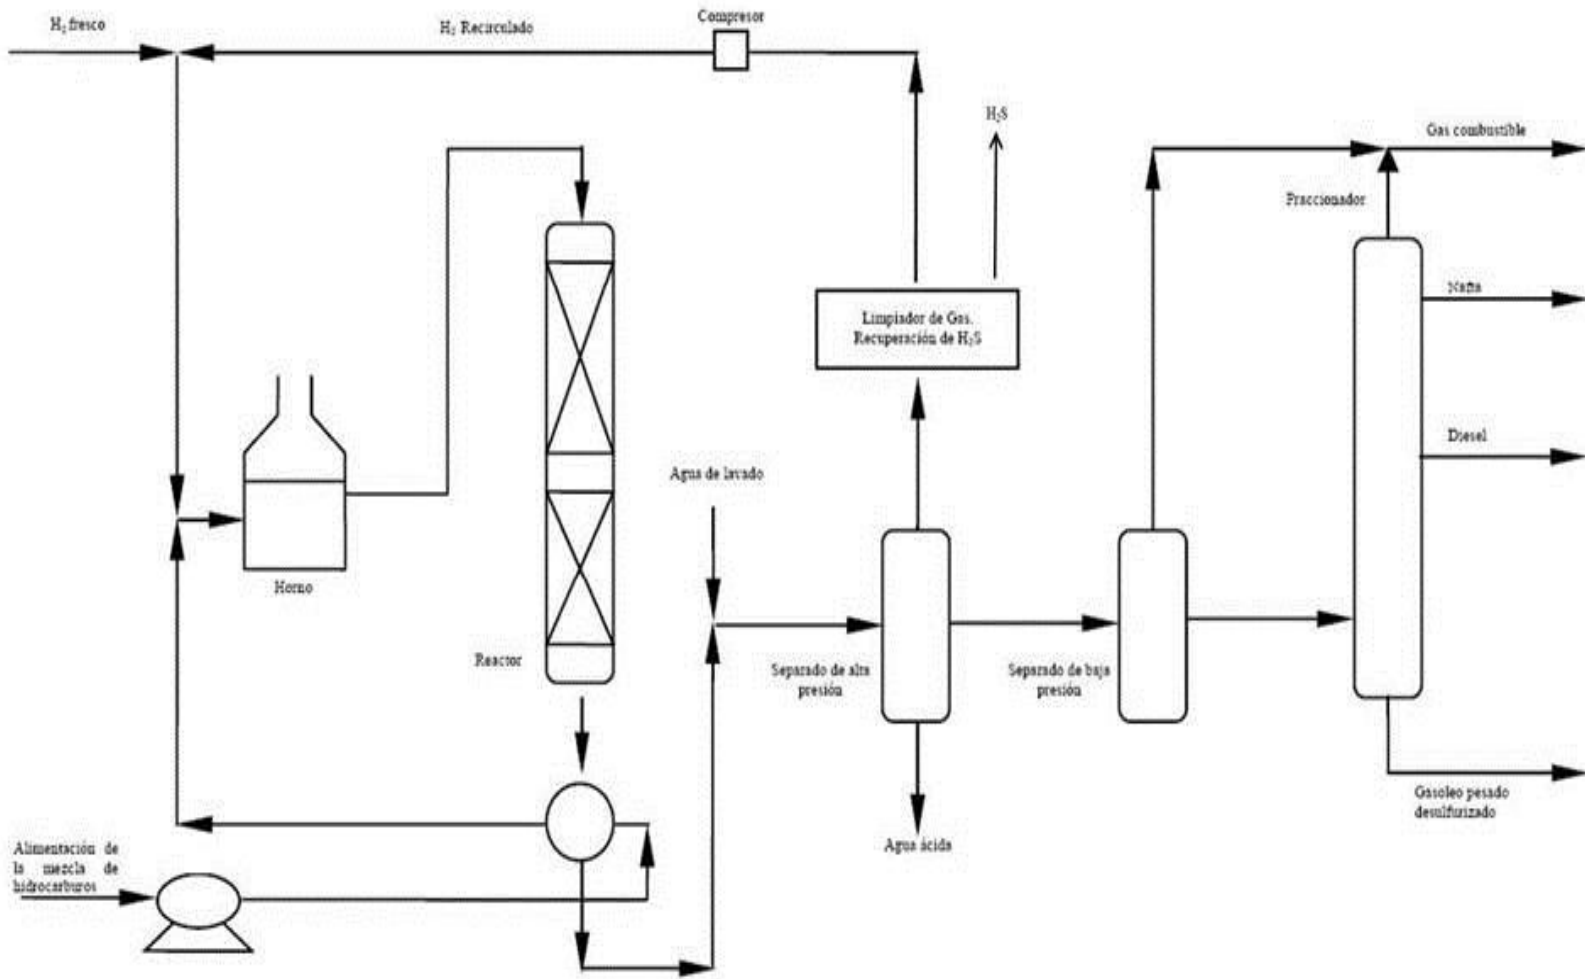 H₂ fresco
H₂ Recirculado
Compresor
H₂S
Gas combustible
Fraccionador
Limpiador de Gas.
Recuperación de H₂S
Nafta
Diesel
Agua de lavado
Horno
Reactor
Separado de alta
presión
Separado de baja
presión
Gasoleo pesado
desulfurizado
Agua ácida
Alimentación de
la mezcla de
hidrocarburos